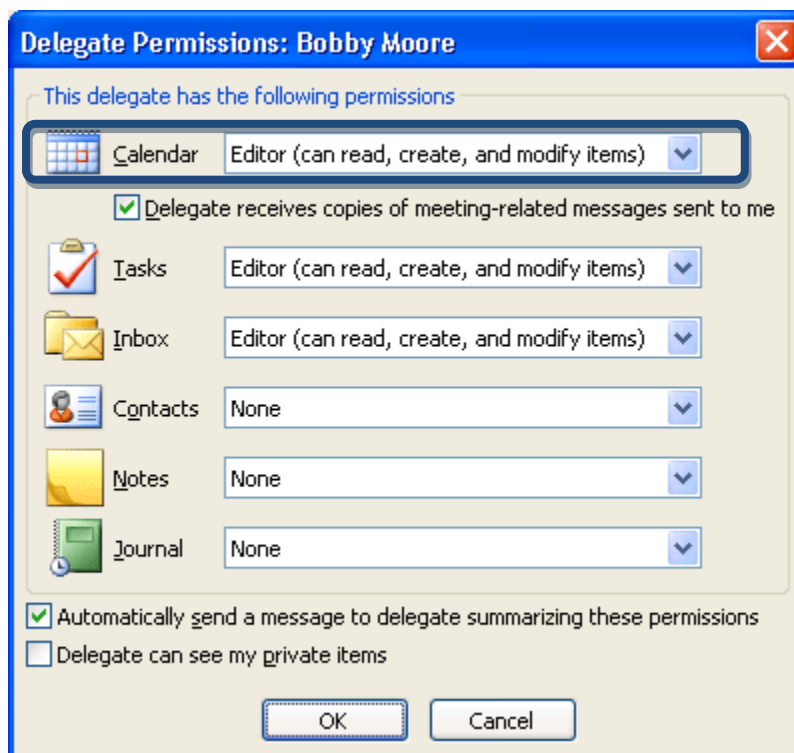 Delegate Permissions: Bobby Moore
This delegate has the following permissions
Calendar Editor (can read, create, and modify items)
Delegate receives copies of meeting-related messages sent to me
Tasks Editor (can read, create, and modify items)
Inbox Editor (can read, create, and modify items)
Contacts None
Notes None
Journal None
Automatically send a message to delegate summarizing these permissions
Delegate can see my private items
OK Cancel